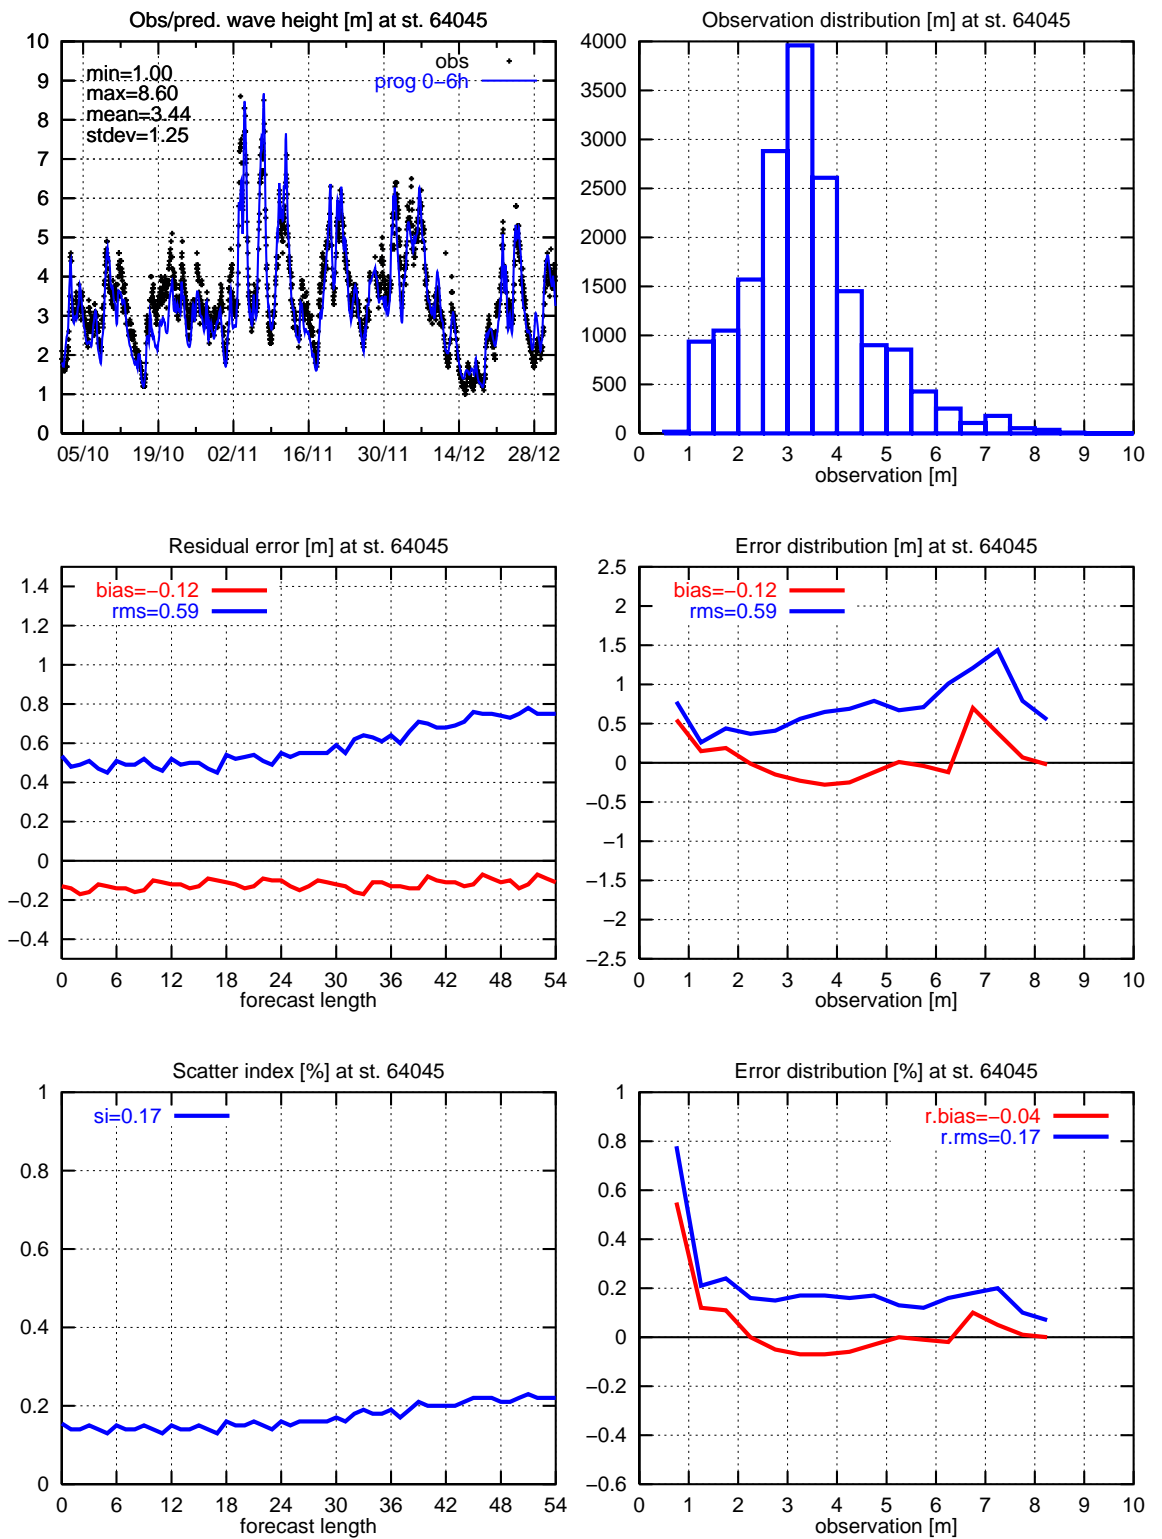 Obs/pred. wave height [m] at st. 64045
10
9
8
7
6
5
4
3
2
1
0
min=1.00
max=8.60
mean=3.44
stdev=1.25
obs
prog 0−6h
05/10 19/10 02/11 16/11 30/11 14/12 28/12
Observation distribution [m] at st. 64045
4000
3500
3000
2500
2000
1500
1000
500
0
0 1 2 3 4 5 6 7 8 9 10
observation [m]
Residual error [m] at st. 64045
1.4
1.2
1
0.8
0.6
0.4
0.2
0
−0.2
−0.4
bias=−0.12
rms=0.59
0 6 12 18 24 30 36 42 48 54
forecast length
Error distribution [m] at st. 64045
2.5
2
1.5
1
0.5
0
−0.5
−1
−1.5
−2
−2.5
bias=−0.12
rms=0.59
0 1 2 3 4 5 6 7 8 9 10
observation [m]
Scatter index [%] at st. 64045
1
0.8
0.6
0.4
0.2
0
si=0.17
0 6 12 18 24 30 36 42 48 54
forecast length
Error distribution [%] at st. 64045
1
0.8
0.6
0.4
0.2
0
−0.2
−0.4
−0.6
r.bias=−0.04
r.rms=0.17
0 1 2 3 4 5 6 7 8 9 10
observation [m]